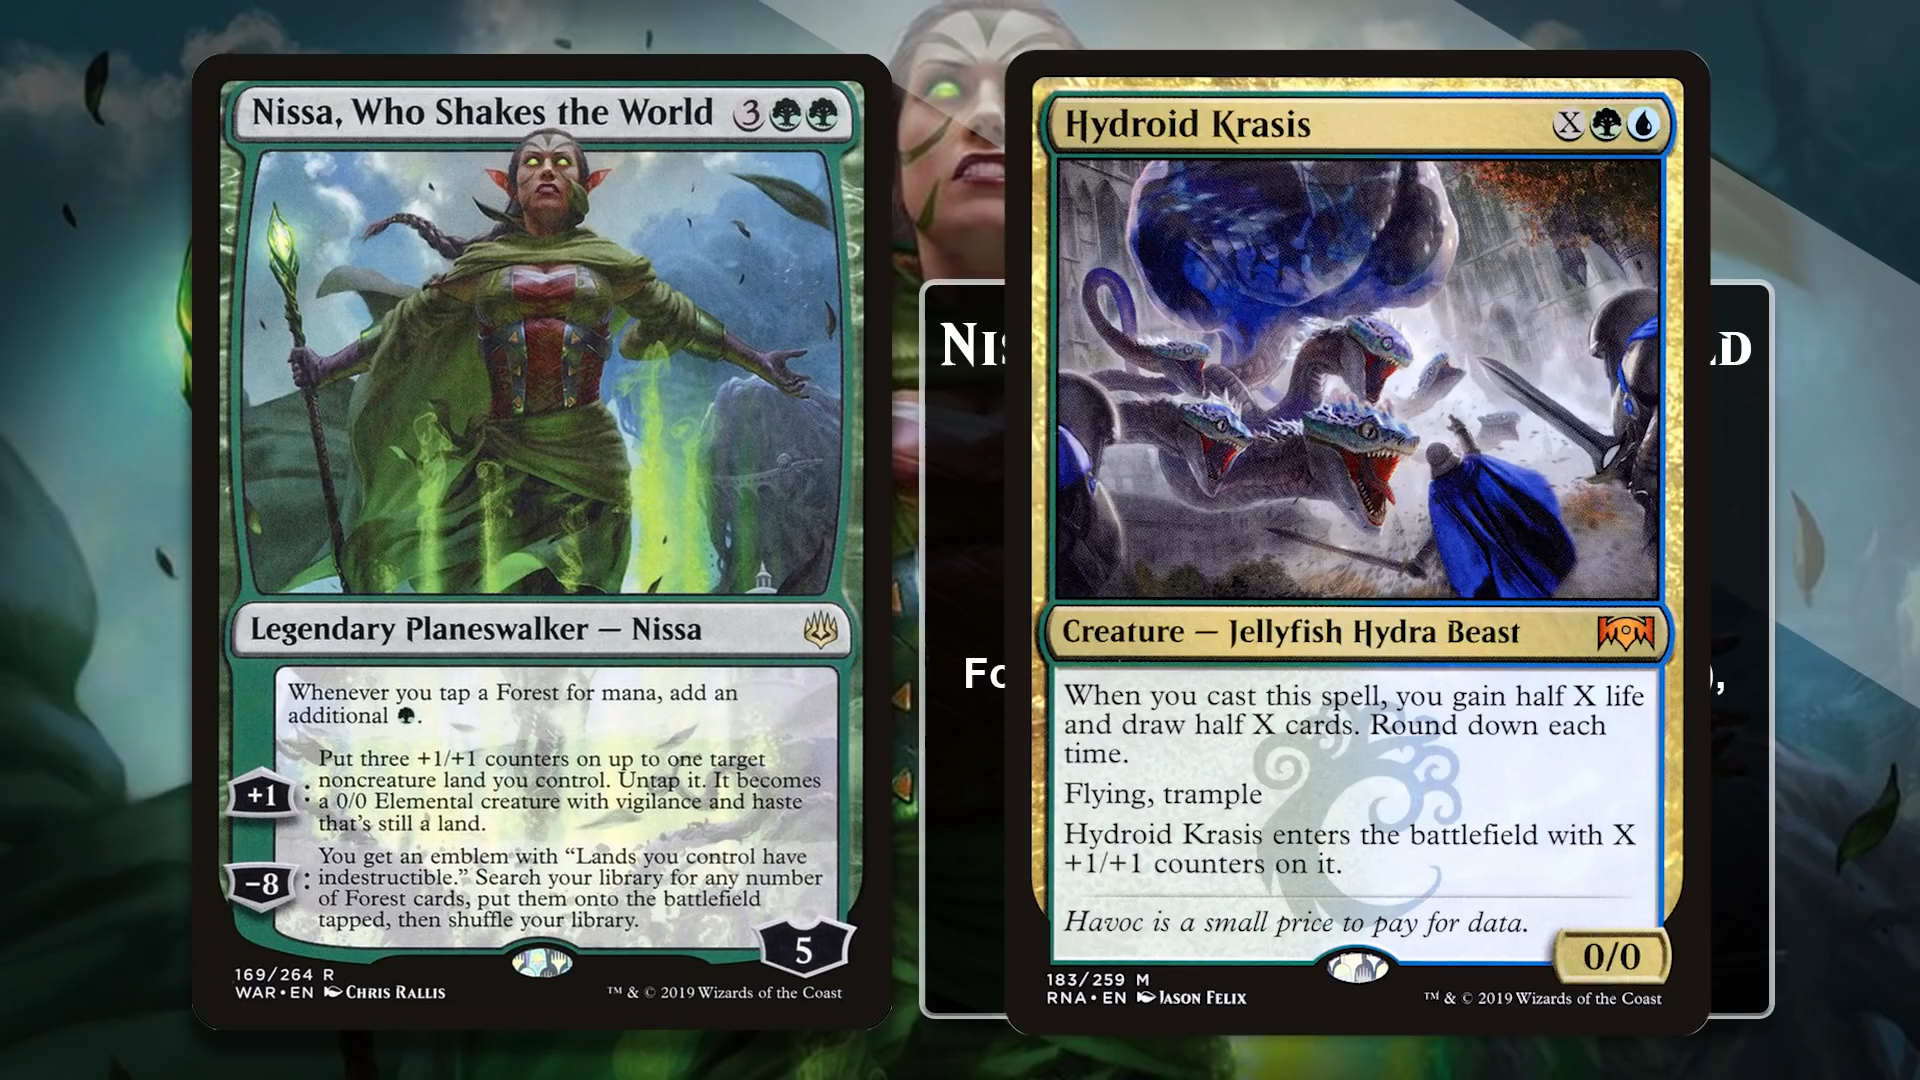 Nissa, Who Shakes the World 3
Legendary Planeswalker — Nissa
Whenever you tap a Forest for mana, add an
additional .
+1 : Put three +1/+1 counters on up to one target
noncreature land you control. Untap it. It becomes
a 0/0 Elemental creature with vigilance and haste
that's still a land.
−8 : You get an emblem with “Lands you control have
indestructible.” Search your library for any number
of Forest cards, put them onto the battlefield
tapped, then shuffle your library.
5
169/264 R
WAR • EN Chris Rallis
™ & © 2019 Wizards of the Coast
Hydroid Krasis X
Creature — Jellyfish Hydra Beast
When you cast this spell, you gain half X life
and draw half X cards. Round down each
time.
Flying, trample
Hydroid Krasis enters the battlefield with X
+1/+1 counters on it.
Havoc is a small price to pay for data.
0/0
183/259 M
RNA • EN Jason Felix
™ & © 2019 Wizards of the Coast